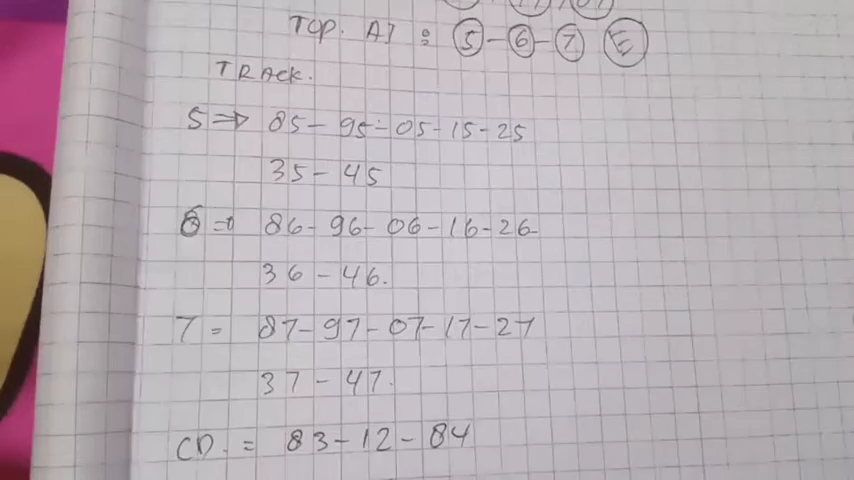 TOP. AI : 5 - 6 - 7 E
TRACK.
5 ⇒ 85 - 95 - 05 - 15 - 25
35 - 45
6 ⇒ 86 - 96 - 06 - 16 - 26
36 - 46.
7 = 87 - 97 - 07 - 17 - 27
37 - 47.
CD. = 83 - 12 - 84